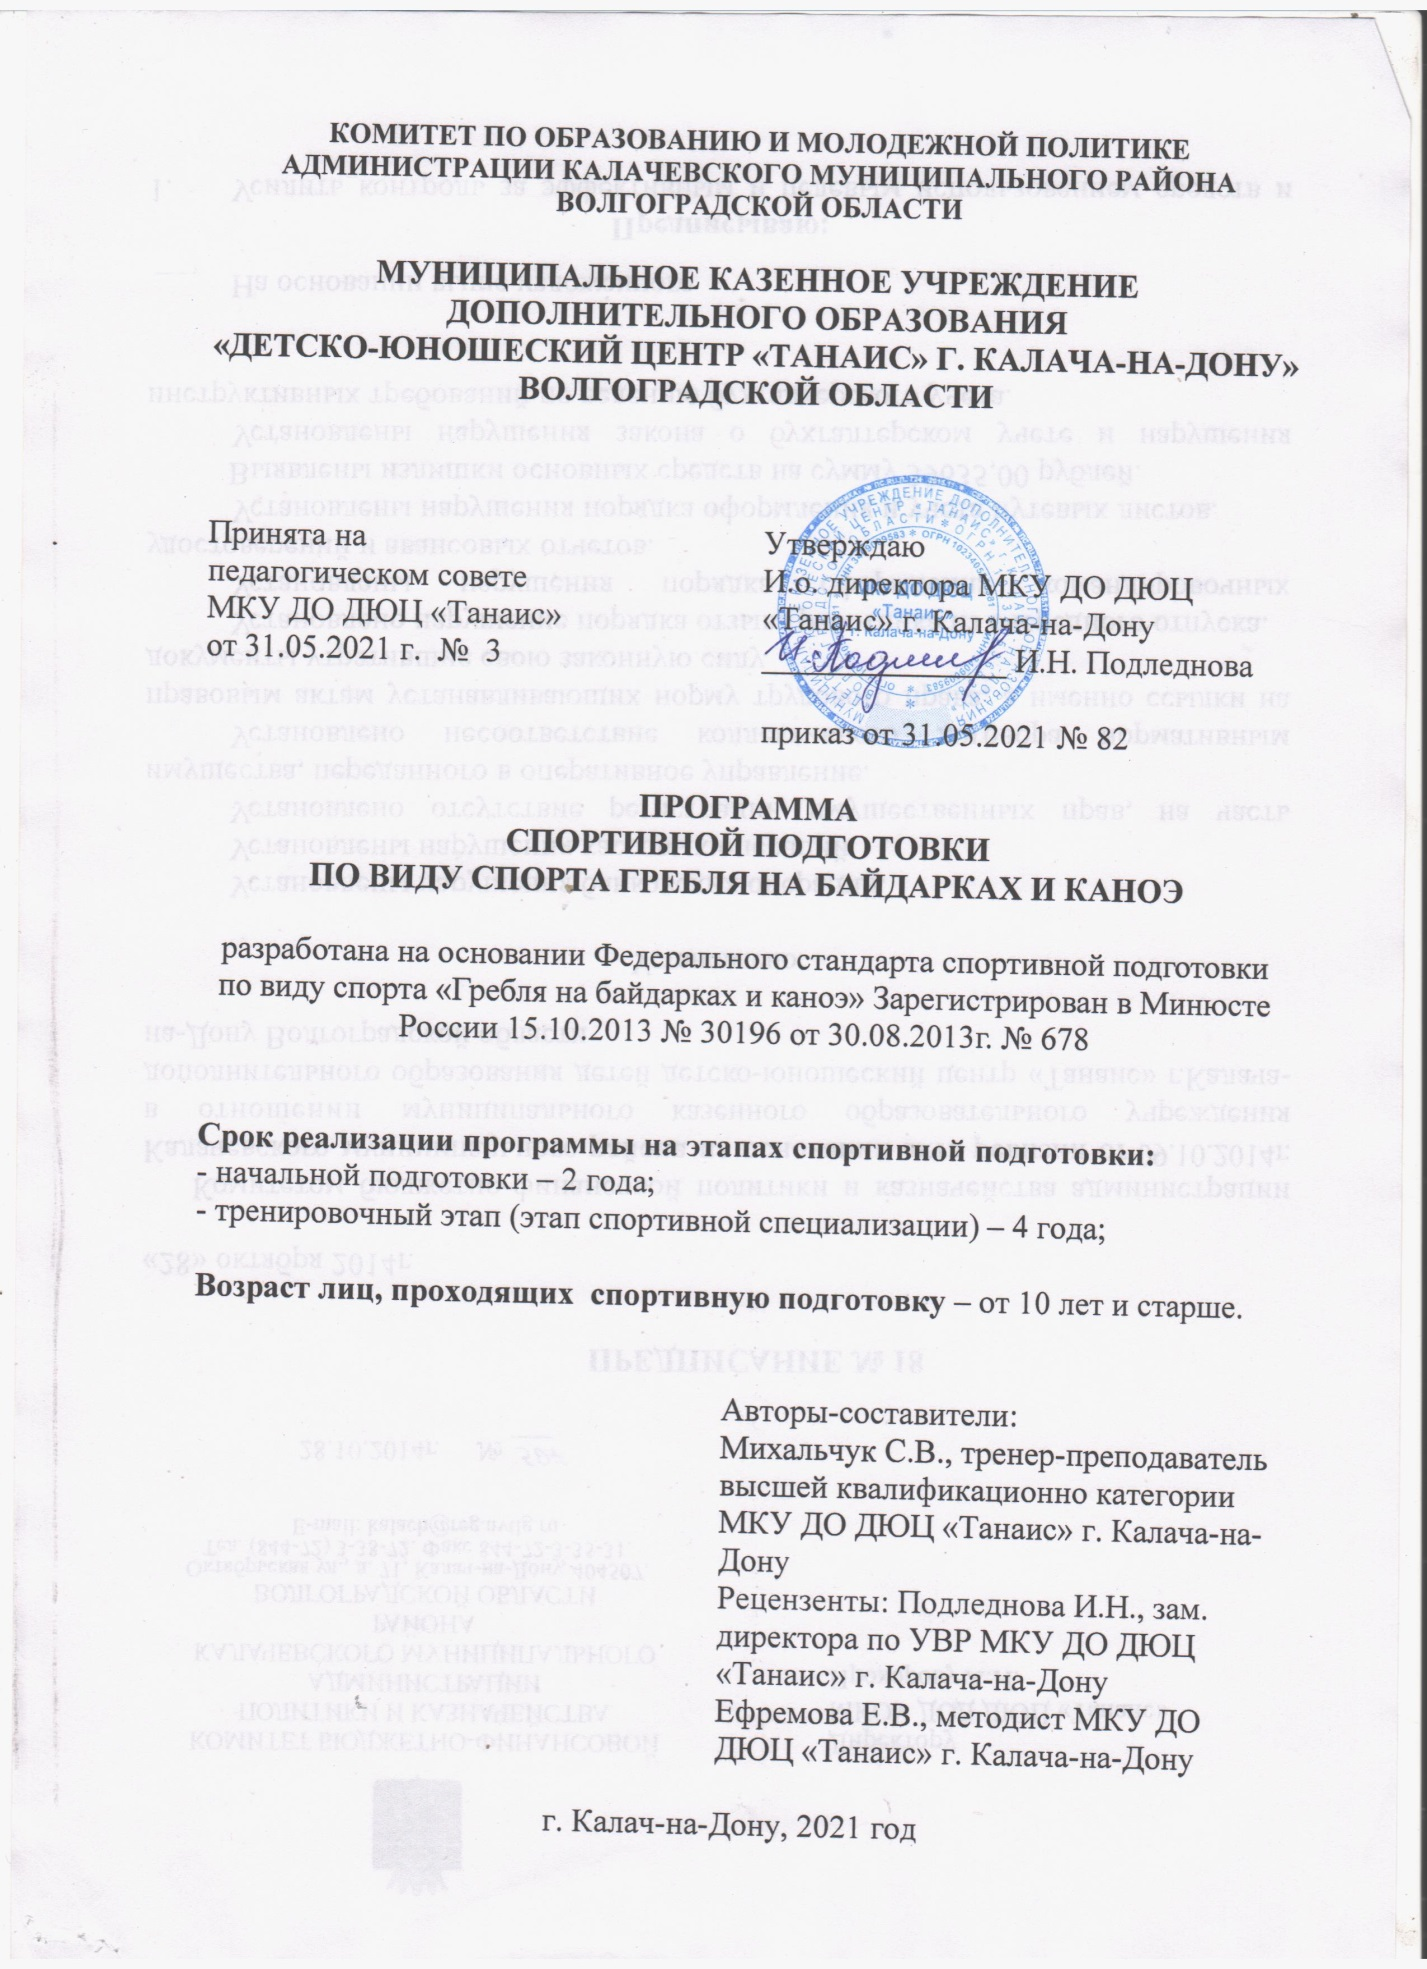 КОМИТЕТ ПО ОБРАЗОВАНИЮ И МОЛОДЕЖНОЙ ПОЛИТИКЕ
АДМИНИСТРАЦИИ КАЛАЧЕВСКОГО МУНИЦИПАЛЬНОГО РАЙОНА
ВОЛГОГРАДСКОЙ ОБЛАСТИ
МУНИЦИПАЛЬНОЕ КАЗЕННОЕ УЧРЕЖДЕНИЕ
ДОПОЛНИТЕЛЬНОГО ОБРАЗОВАНИЯ
«ДЕТСКО-ЮНОШЕСКИЙ ЦЕНТР «ТАНАИС» Г. КАЛАЧА-НА-ДОНУ»
ВОЛГОГРАДСКОЙ ОБЛАСТИ
Принята на
педагогическом совете
МКУ ДО ДЮЦ «Танаис»
от 31.05.2021 г. № 3
Утверждаю
И.о. директора МКУ ДО ДЮЦ
«Танаис» г. Калача-на-Дону
И.Н. Подледнова
приказ от 31.05.2021 № 82
ПРОГРАММА
СПОРТИВНОЙ ПОДГОТОВКИ
ПО ВИДУ СПОРТА ГРЕБЛЯ НА БАЙДАРКАХ И КАНОЭ
разработана на основании Федерального стандарта спортивной подготовки
по виду спорта «Гребля на байдарках и каноэ» Зарегистрирован в Минюсте
России 15.10.2013 № 30196 от 30.08.2013г. № 678
Срок реализации программы на этапах спортивной подготовки:
- начальной подготовки – 2 года;
- тренировочный этап (этап спортивной специализации) – 4 года;
Возраст лиц, проходящих спортивную подготовку – от 10 лет и старше.
Авторы-составители:
Михальчук С.В., тренер-преподаватель
высшей квалификационно категории
МКУ ДО ДЮЦ «Танаис» г. Калача-на-
Дону
Рецензенты: Подледнова И.Н., зам.
директора по УВР МКУ ДО ДЮЦ
«Танаис» г. Калача-на-Дону
Ефремова Е.В., методист МКУ ДО
ДЮЦ «Танаис» г. Калача-на-Дону
г. Калач-на-Дону, 2021 год